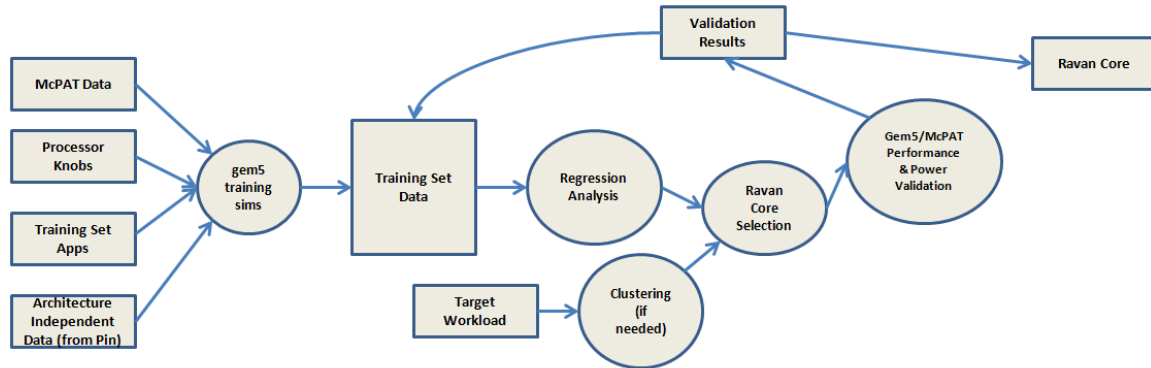 McPAT Data
Processor
Knobs
Training Set
Apps
Architecture
Independent
Data (from Pin)
gem5
training
sims
Training Set
Data
Regression
Analysis
Target
Workload
Clustering
(if
needed)
Ravan
Core
Selection
Gem5/McPAT
Performance
& Power
Validation
Validation
Results
Ravan Core